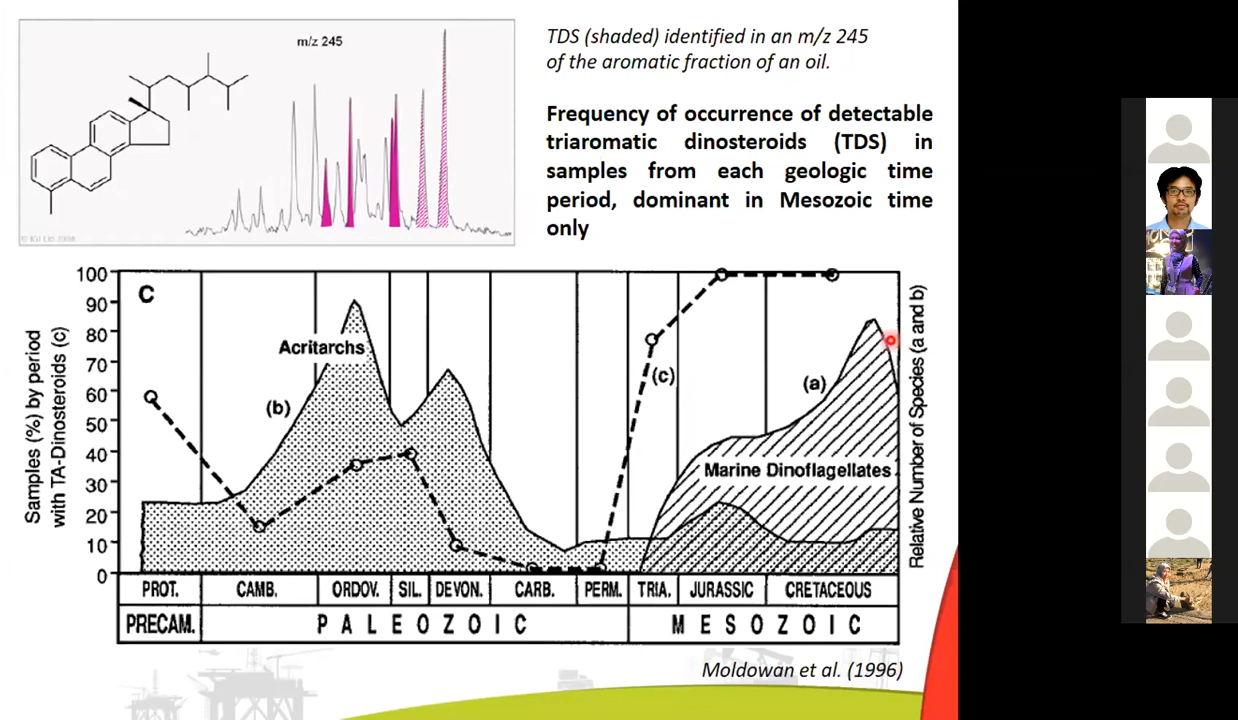 m/z 245
TDS (shaded) identified in an m/z 245
of the aromatic fraction of an oil.
Frequency of occurrence of detectable
triaromatic dinosteroids (TDS) in
samples from each geologic time
period, dominant in Mesozoic time
only
Samples (%) by period
with TA-Dinosteroids (c)
100
90
80
70
60
50
40
30
20
10
0
C
Acritarchs
(b)
(c)
(a)
Marine Dinoflagellates
Relative Number of Species (a and b)
PROT. CAMB. ORDOV. SIL. DEVON. CARB. PERM. TRIA. JURASSIC CRETACEOUS
PRECAM. PALEOZOIC MESOZOIC
Moldowan et al. (1996)